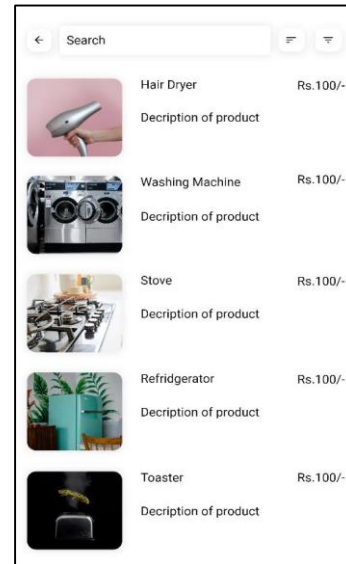 Search
Hair Dryer Rs.100/-
Decription of product
Washing Machine Rs.100/-
Decription of product
Stove Rs.100/-
Decription of product
Refridgerator Rs.100/-
Decription of product
Toaster Rs.100/-
Decription of product